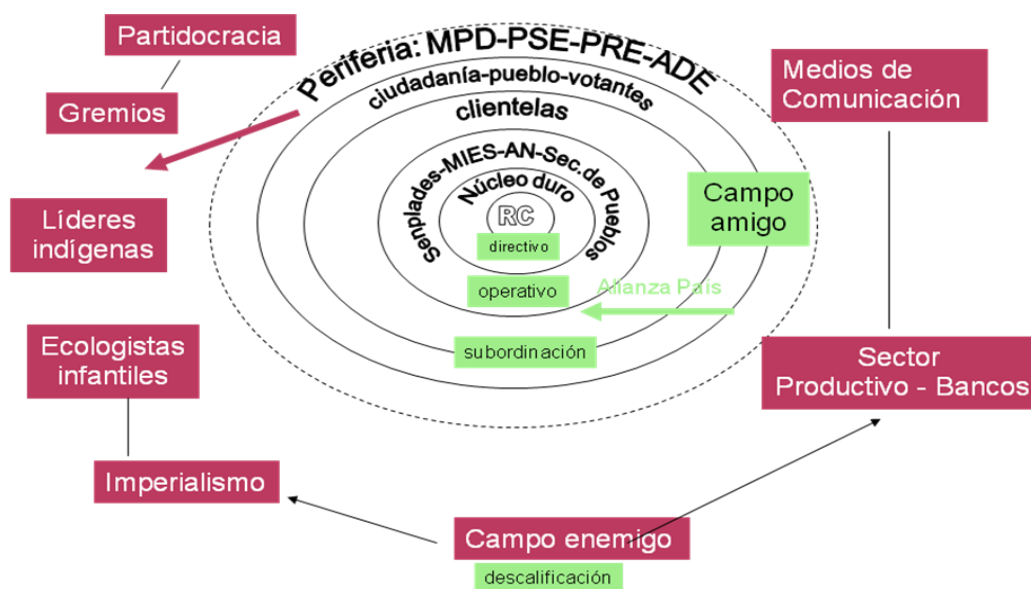 Partidocracia
Gremios
Líderes
indígenas
Ecologistas
infantiles
Imperialismo
Periferia: MPD-PSE-PRE-ADE
ciudadanía-pueblo-votantes
clientelas
Senplades-MIES-AN-Sec.de Pueblos
Núcleo duro
RC
directivo
operativo
subordinación
Campo
amigo
Alianza País
Medios de
Comunicación
Sector
Productivo - Bancos
Campo enemigo
descalificación